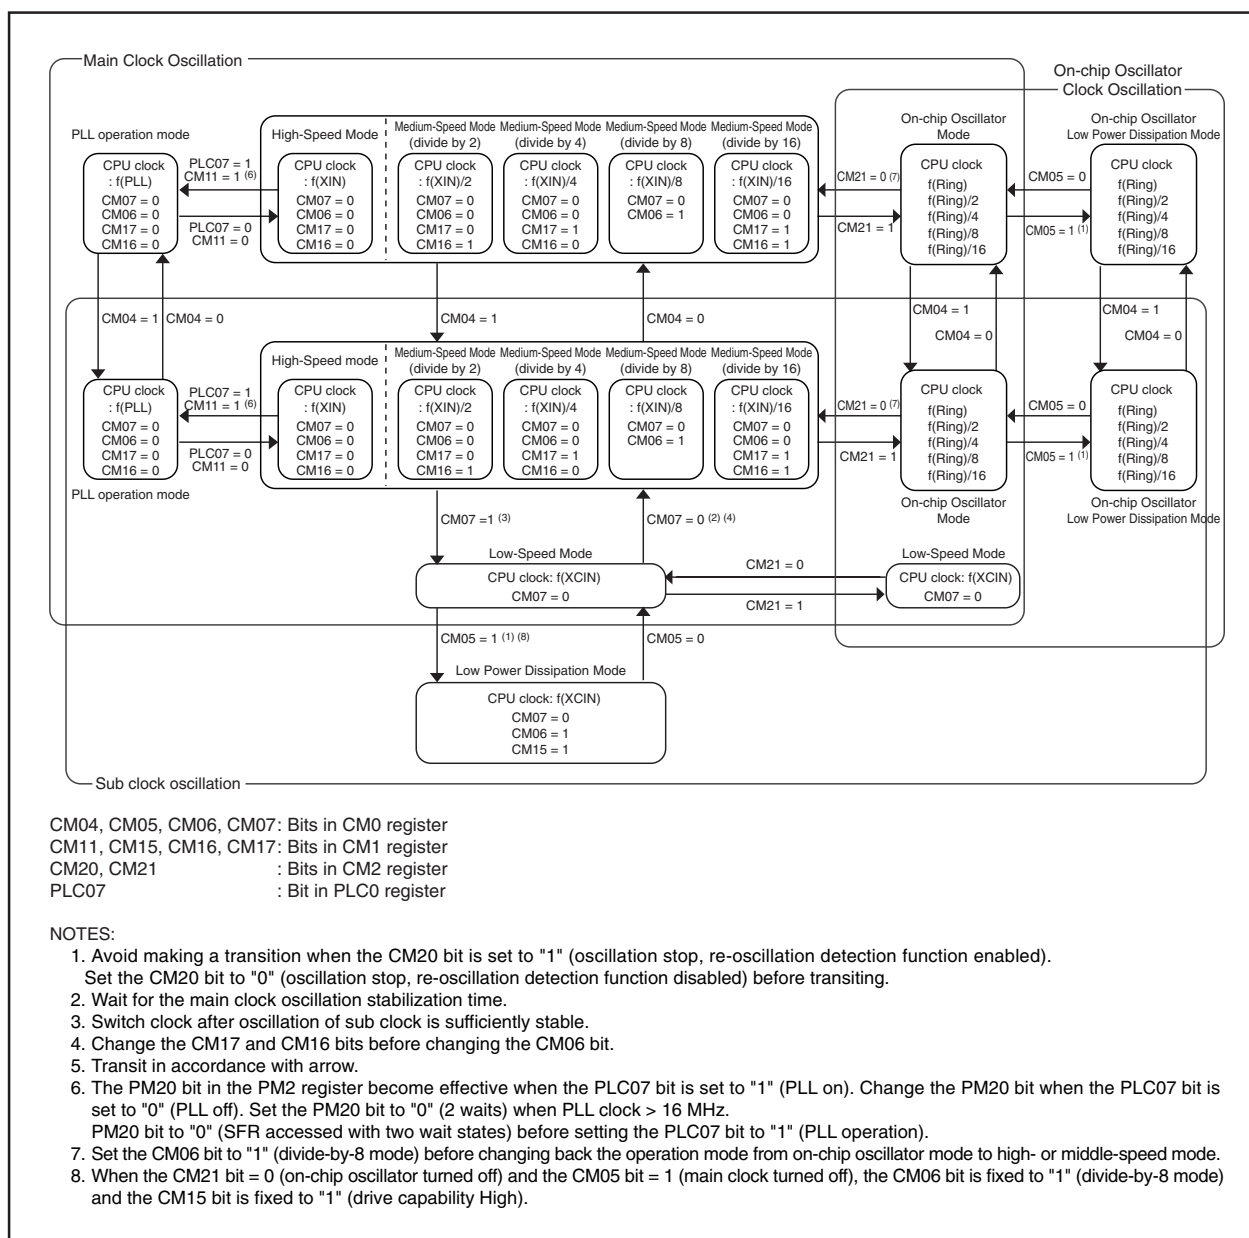 Main Clock Oscillation
On-chip Oscillator
Clock Oscillation
PLL operation mode
CPU clock
: f(PLL)
CM07 = 0
CM06 = 0
CM17 = 0
CM16 = 0
PLC07 = 1
CM11 = 1 (6)
PLC07 = 0
CM11 = 0
High-Speed Mode
CPU clock
: f(XIN)
CM07 = 0
CM06 = 0
CM17 = 0
CM16 = 0
Medium-Speed Mode
(divide by 2)
CPU clock
: f(XIN)/2
CM07 = 0
CM06 = 0
CM17 = 0
CM16 = 1
Medium-Speed Mode
(divide by 4)
CPU clock
: f(XIN)/4
CM07 = 0
CM06 = 0
CM17 = 1
CM16 = 0
Medium-Speed Mode
(divide by 8)
CPU clock
: f(XIN)/8
CM07 = 0
CM06 = 1
Medium-Speed Mode
(divide by 16)
CPU clock
: f(XIN)/16
CM07 = 0
CM06 = 0
CM17 = 1
CM16 = 1
CM21 = 0 (7)
CM21 = 1
On-chip Oscillator
Mode
CPU clock
f(Ring)
f(Ring)/2
f(Ring)/4
f(Ring)/8
f(Ring)/16
CM05 = 0
CM05 = 1 (1)
On-chip Oscillator
Low Power Dissipation Mode
CPU clock
f(Ring)
f(Ring)/2
f(Ring)/4
f(Ring)/8
f(Ring)/16
CM04 = 1
CM04 = 0
CM04 = 1
CM04 = 0
CM04 = 1
CM04 = 0
CM04 = 1
CM04 = 0
CPU clock
: f(PLL)
CM07 = 0
CM06 = 0
CM17 = 0
CM16 = 0
PLL operation mode
PLC07 = 1
CM11 = 1 (6)
PLC07 = 0
CM11 = 0
High-Speed mode
CPU clock
: f(XIN)
CM07 = 0
CM06 = 0
CM17 = 0
CM16 = 0
Medium-Speed Mode
(divide by 2)
CPU clock
: f(XIN)/2
CM07 = 0
CM06 = 0
CM17 = 0
CM16 = 1
Medium-Speed Mode
(divide by 4)
CPU clock
: f(XIN)/4
CM07 = 0
CM06 = 0
CM17 = 1
CM16 = 0
Medium-Speed Mode
(divide by 8)
CPU clock
: f(XIN)/8
CM07 = 0
CM06 = 1
Medium-Speed Mode
(divide by 16)
CPU clock
: f(XIN)/16
CM07 = 0
CM06 = 0
CM17 = 1
CM16 = 1
CM21 = 0 (7)
CM21 = 1
CPU clock
f(Ring)
f(Ring)/2
f(Ring)/4
f(Ring)/8
f(Ring)/16
On-chip Oscillator
Mode
CM05 = 0
CM05 = 1 (1)
CPU clock
f(Ring)
f(Ring)/2
f(Ring)/4
f(Ring)/8
f(Ring)/16
On-chip Oscillator
Low Power Dissipation Mode
CM07 =1 (3)
CM07 = 0 (2) (4)
Low-Speed Mode
CPU clock: f(XCIN)
CM07 = 0
CM21 = 0
CM21 = 1
Low-Speed Mode
CPU clock: f(XCIN)
CM07 = 0
CM05 = 1 (1) (8)
CM05 = 0
Low Power Dissipation Mode
CPU clock: f(XCIN)
CM07 = 0
CM06 = 1
CM15 = 1
Sub clock oscillation
CM04, CM05, CM06, CM07: Bits in CM0 register
CM11, CM15, CM16, CM17: Bits in CM1 register
CM20, CM21 : Bits in CM2 register
PLC07 : Bit in PLC0 register
NOTES:
1. Avoid making a transition when the CM20 bit is set to "1" (oscillation stop, re-oscillation detection function enabled).
Set the CM20 bit to "0" (oscillation stop, re-oscillation detection function disabled) before transiting.
2. Wait for the main clock oscillation stabilization time.
3. Switch clock after oscillation of sub clock is sufficiently stable.
4. Change the CM17 and CM16 bits before changing the CM06 bit.
5. Transit in accordance with arrow.
6. The PM20 bit in the PM2 register become effective when the PLC07 bit is set to "1" (PLL on). Change the PM20 bit when the PLC07 bit is
set to "0" (PLL off). Set the PM20 bit to "0" (2 waits) when PLL clock > 16 MHz.
PM20 bit to "0" (SFR accessed with two wait states) before setting the PLC07 bit to "1" (PLL operation).
7. Set the CM06 bit to "1" (divide-by-8 mode) before changing back the operation mode from on-chip oscillator mode to high- or middle-speed mode.
8. When the CM21 bit = 0 (on-chip oscillator turned off) and the CM05 bit = 1 (main clock turned off), the CM06 bit is fixed to "1" (divide-by-8 mode)
and the CM15 bit is fixed to "1" (drive capability High).